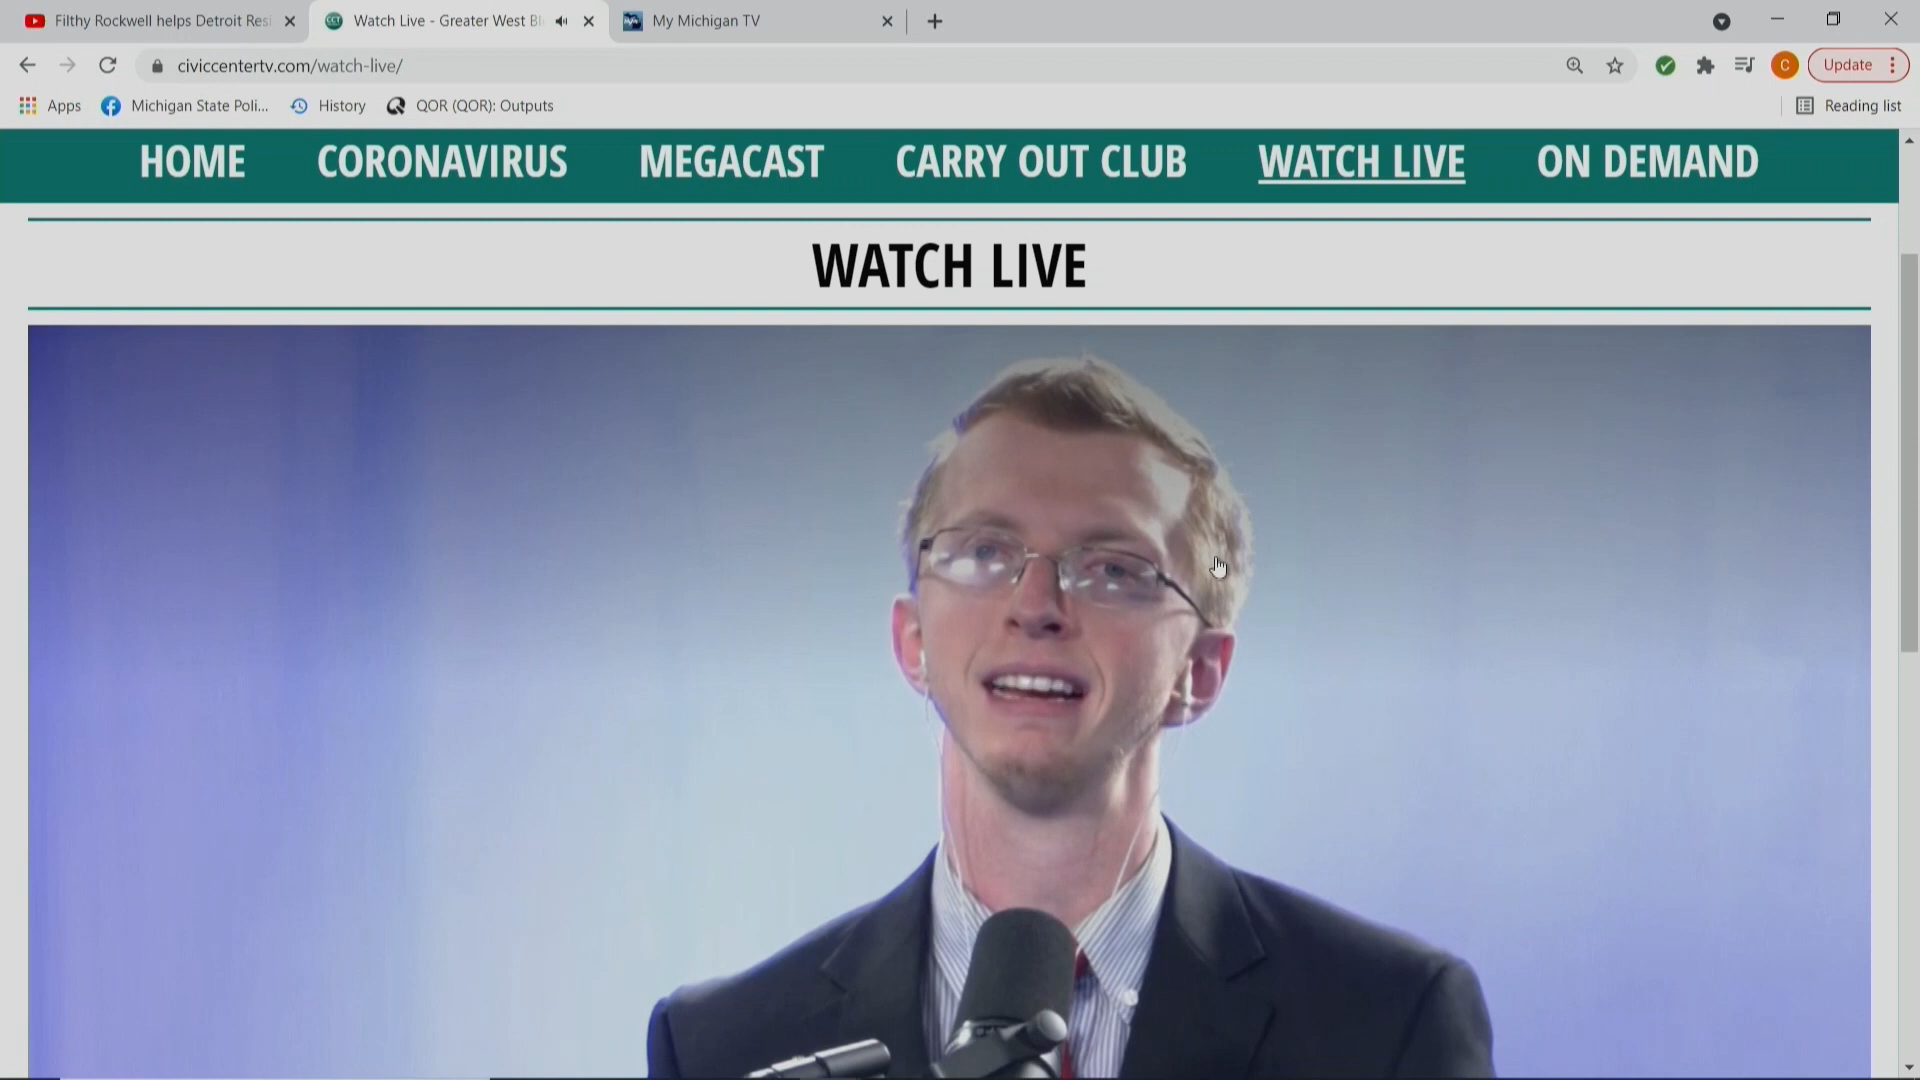 Filthy Rockwell helps Detroit Resi
Watch Live - Greater West Bl
My Michigan TV
civiccentertv.com/watch-live/
C
Update
Apps
Michigan State Poli...
History
QOR (QOR): Outputs
Reading list
HOME
CORONAVIRUS
MEGACAST
CARRY OUT CLUB
WATCH LIVE
ON DEMAND
WATCH LIVE